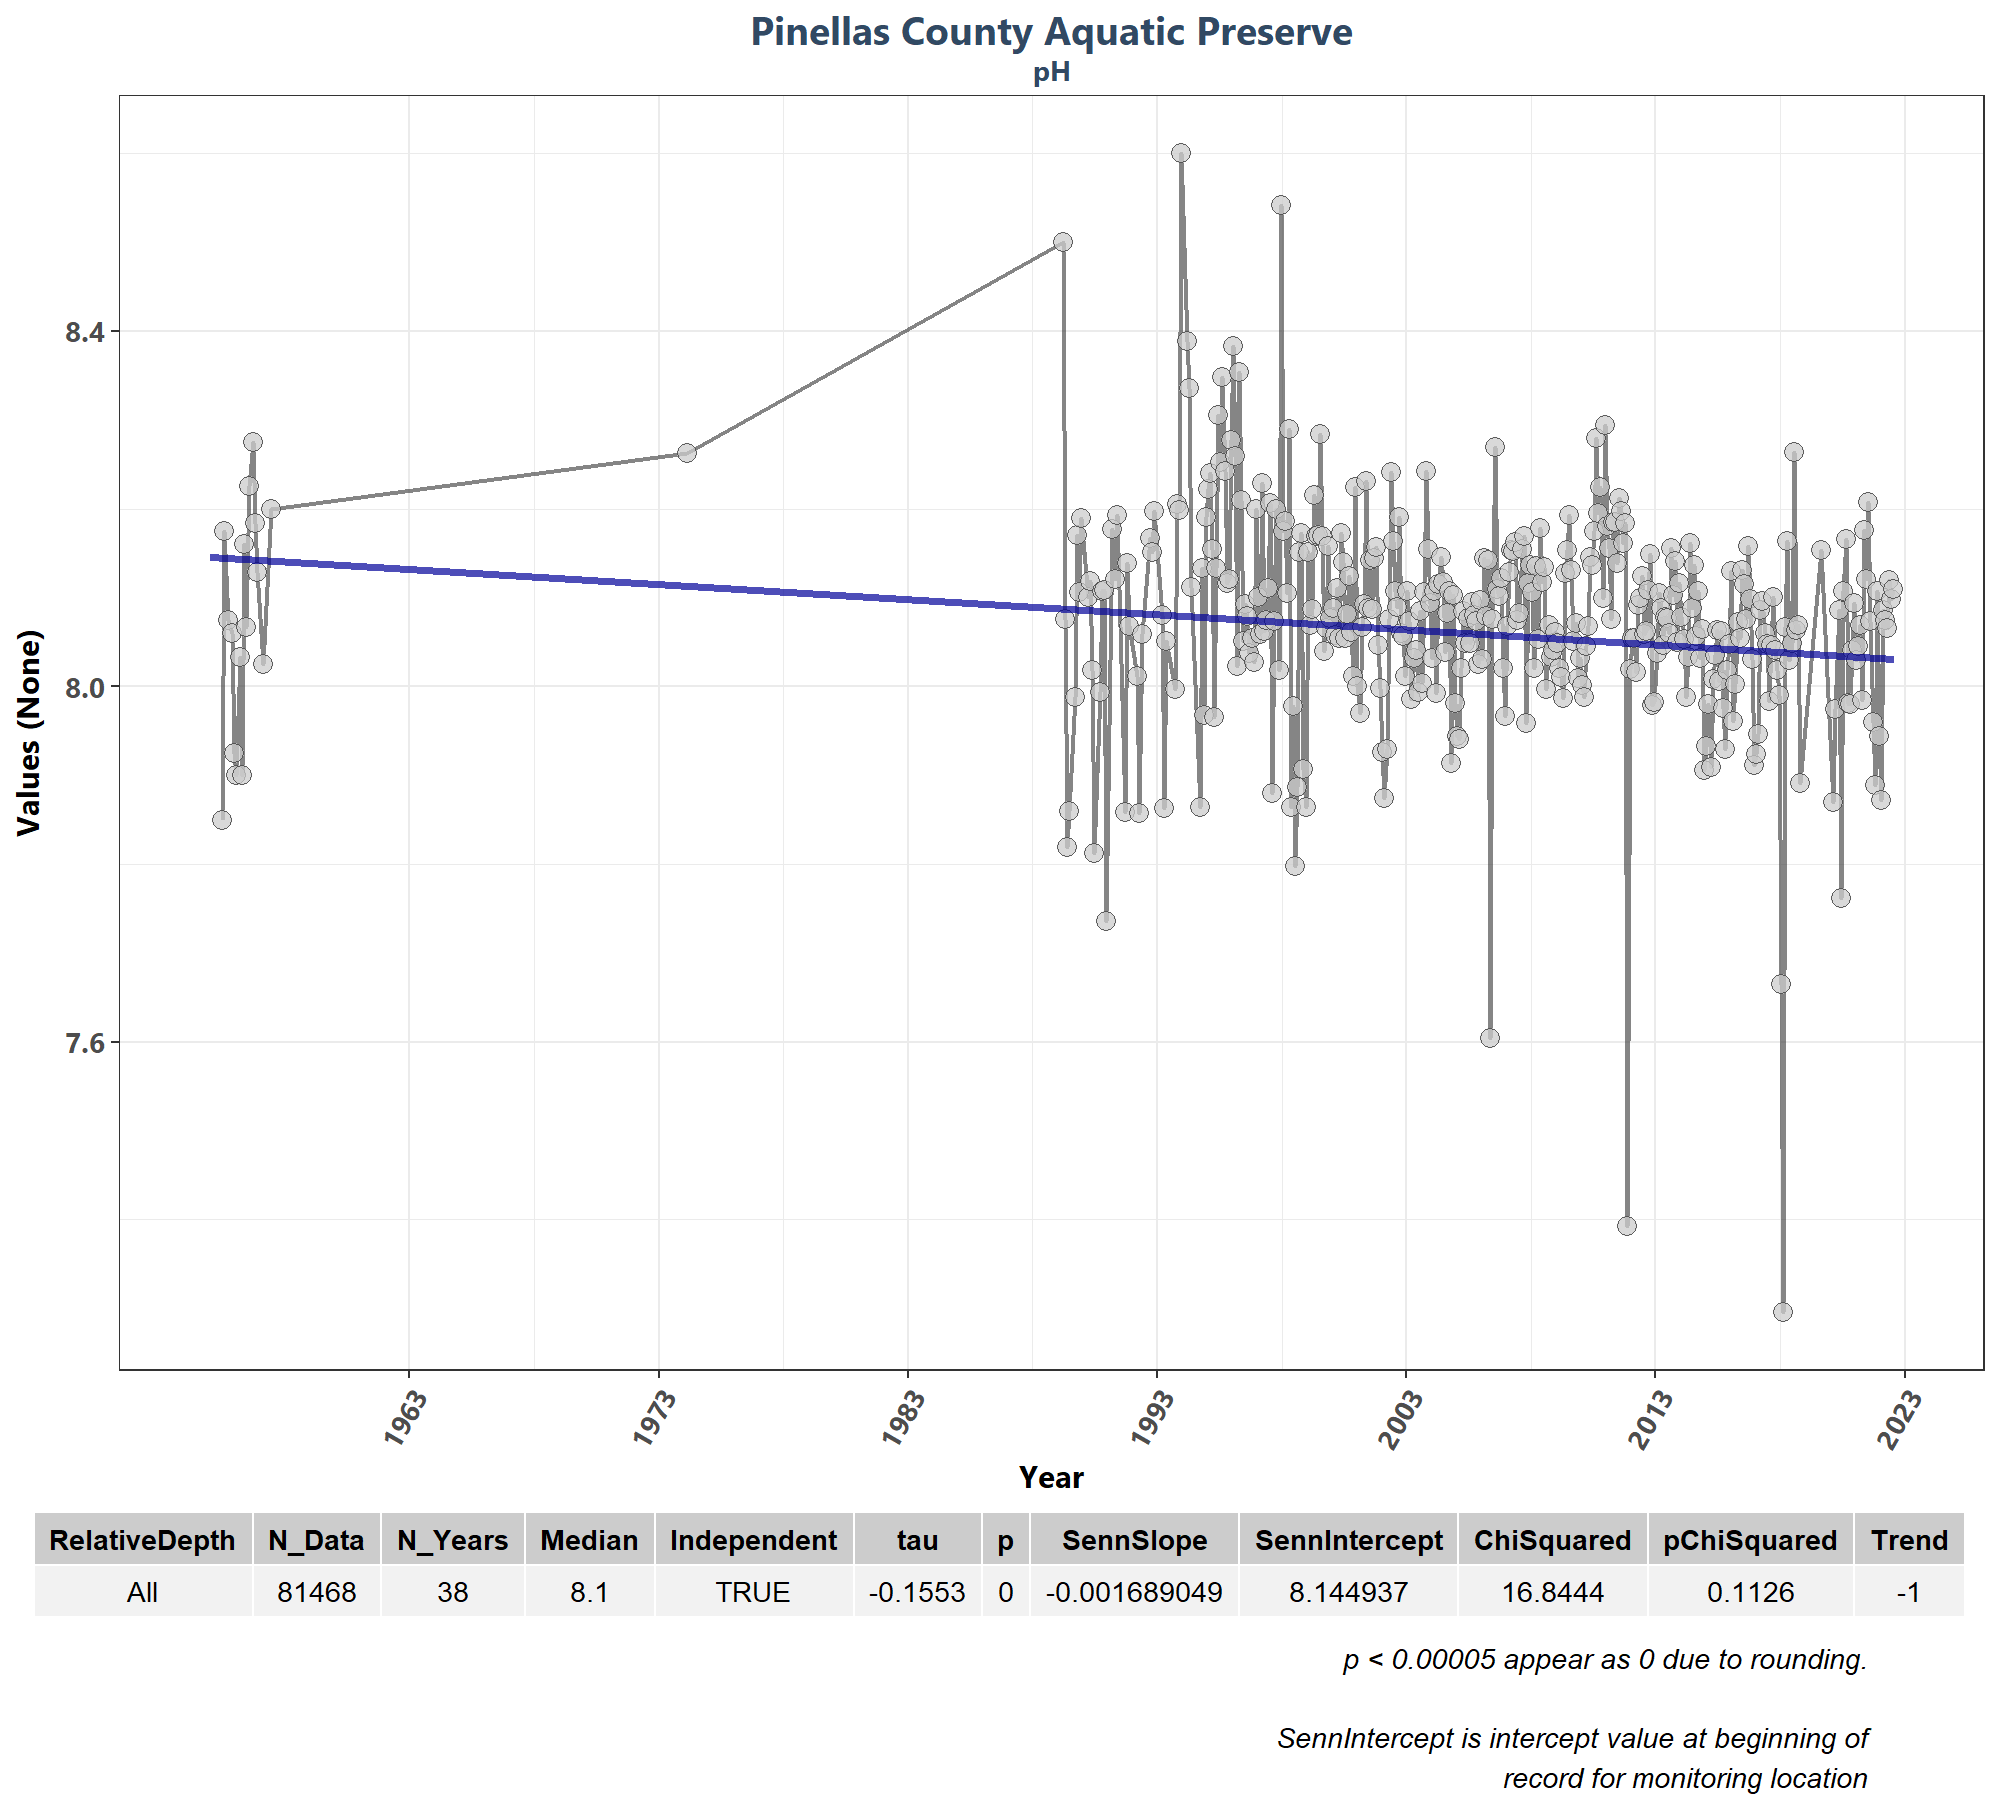 Pinellas County Aquatic Preserve
pH
Values (None)
8.4
8.0
7.6
1963
1973
1983
1993
2003
2013
2023
Year
RelativeDepth N_Data N_Years Median Independent tau p SennSlope SennIntercept ChiSquared pChiSquared Trend
All 81468 38 8.1 TRUE -0.1553 0 -0.001689049 8.144937 16.8444 0.1126 -1
p < 0.00005 appear as 0 due to rounding.
SennIntercept is intercept value at beginning of
record for monitoring location